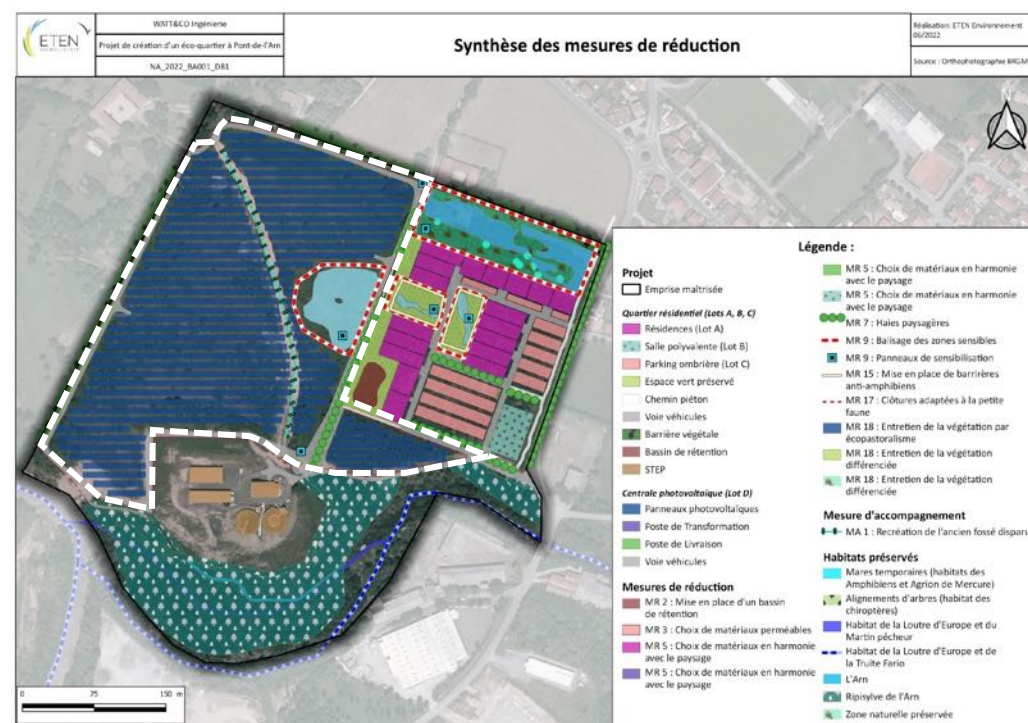 ETEN
WATT&CO Ingénierie
Projet de création d'un éco-quartier à Pont-de-l'Arn
NA_2022_BA001_D81
Synthèse des mesures de réduction
Réalisation: ETEN Environnement
06/2022
Source : Orthophotographie BRGM
N
Légende :
Projet
Emprise maîtrisée
Quartier résidentiel (Lots A, B, C)
Résidences (Lot A)
Salle polyvalente (Lot B)
Parking ombrière (Lot C)
Espace vert préservé
Chemin piéton
Voie véhicules
Barrière végétale
Bassin de rétention
STEP
Centrale photovoltaïque (Lot D)
Panneaux photovoltaïques
Poste de Transformation
Poste de Livraison
Voie véhicules
Mesures de réduction
MR 2 : Mise en place d'un bassin
de rétention
MR 3 : Choix de matériaux perméables
MR 5 : Choix de matériaux en harmonie
avec le paysage
MR 5 : Choix de matériaux en harmonie
avec le paysage
MR 5 : Choix de matériaux en harmonie
avec le paysage
MR 5 : Choix de matériaux en harmonie
avec le paysage
MR 7 : Haies paysagères
MR 9 : Balisage des zones sensibles
MR 9 : Panneaux de sensibilisation
MR 15 : Mise en place de barrirères
anti-amphibiens
MR 17 : Clôtures adaptées à la petite
faune
MR 18 : Entretien de la végétation par
écopastoralisme
MR 18 : Entretien de la végétation
différenciée
MR 18 : Entretien de la végétation
différenciée
Mesure d'accompagnement
MA 1 : Recréation de l'ancien fossé disparu
Habitats préservés
Mares temporaires (habitats des
Amphibiens et Agrion de Mercure)
Alignements d'arbres (habitat des
chiroptères)
Habitat de la Loutre d'Europe et du
Martin pêcheur
Habitat de la Loutre d'Europe et de
la Truite Fario
L'Arn
Ripisylve de l'Arn
Zone naturelle préservée
0 75 150 m